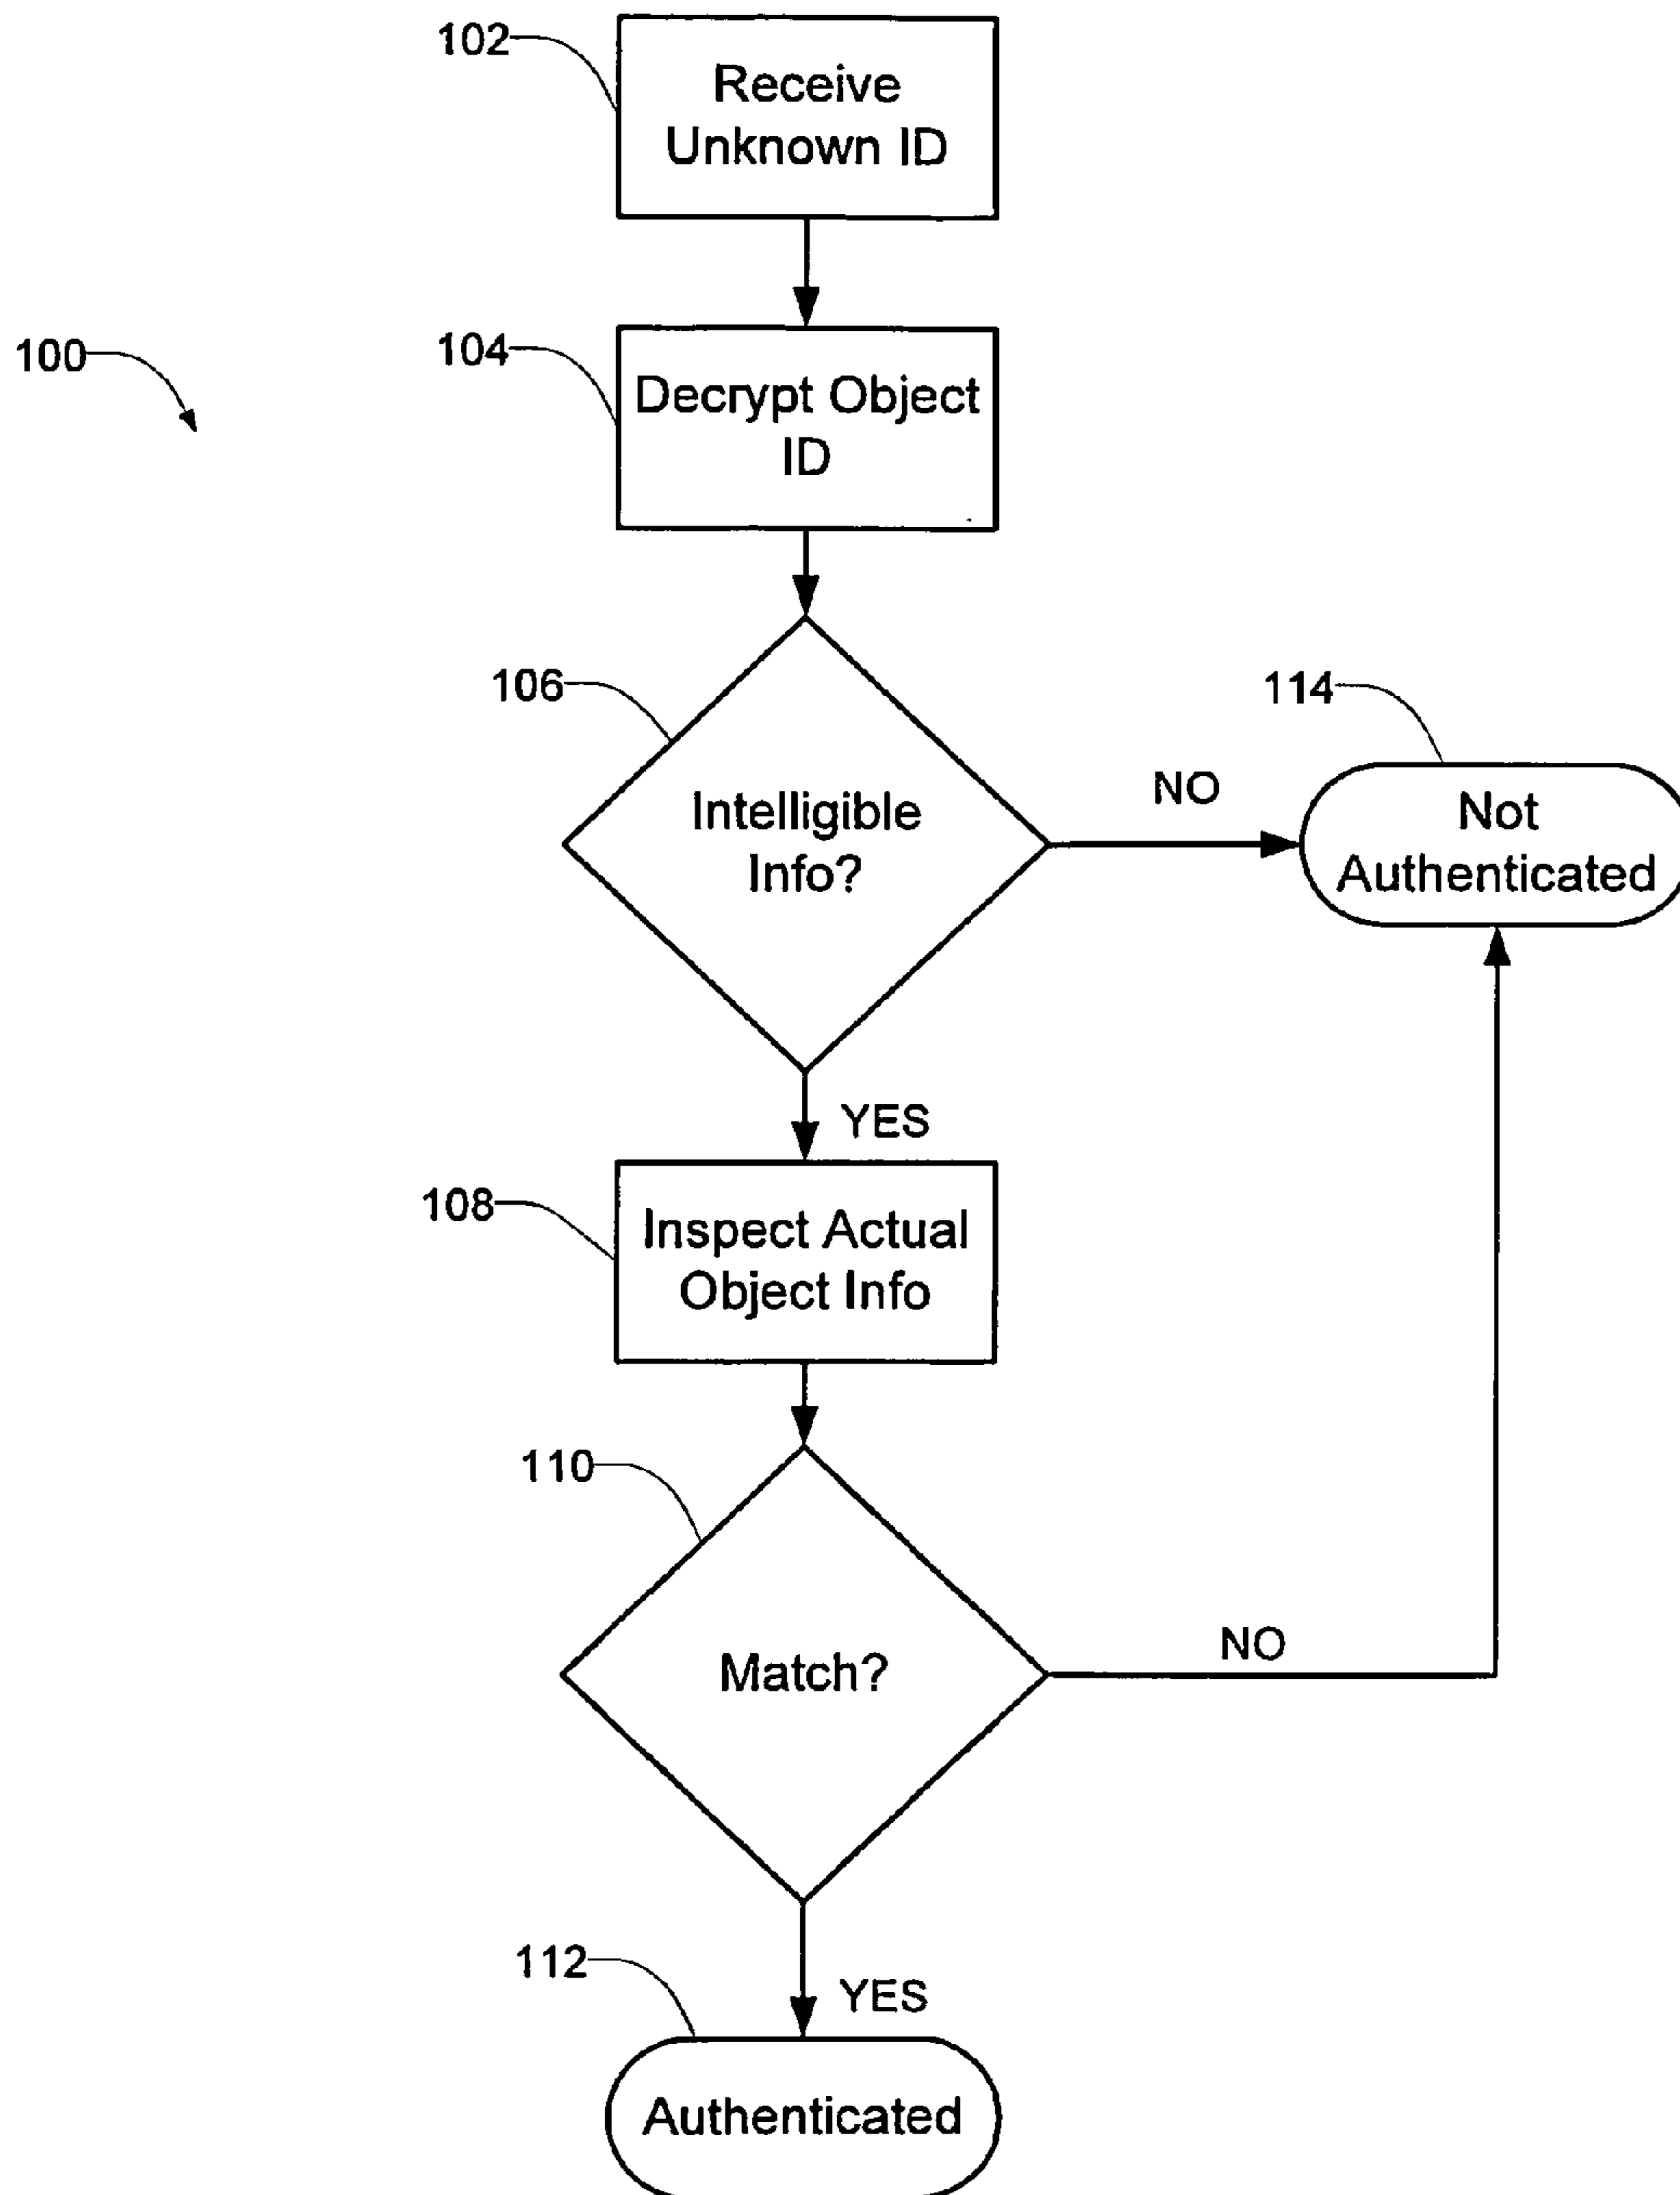 102
Receive
Unknown ID
100
104
Decrypt Object
ID
106
Intelligible
Info?
NO
114
Not
Authenticated
YES
108
Inspect Actual
Object Info
110
Match?
NO
112
YES
Authenticated